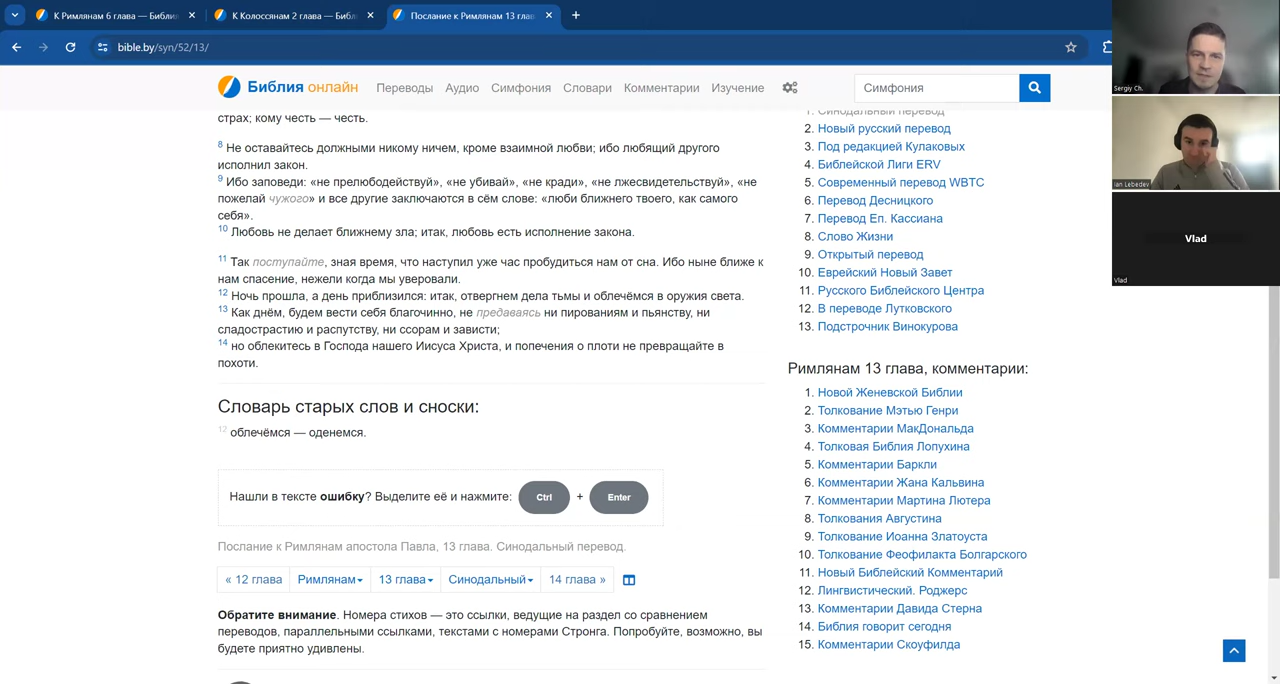 К Римлянам 6 глава — Библия
К Колоссянам 2 глава — Библ
Послание к Римлянам 13 глав
bible.by/syn/52/13/
Библия онлайн
Переводы
Аудио
Симфония
Словари
Комментарии
Изучение
Симфония
страх; кому честь — честь.
8 Не оставайтесь должными никому ничем, кроме взаимной любви; ибо любящий другого
исполнил закон.
9 Ибо заповеди: «не прелюбодействуй», «не убивай», «не кради», «не лжесвидетельствуй», «не
пожелай чужого» и все другие заключаются в сём слове: «люби ближнего твоего, как самого
себя».
10 Любовь не делает ближнему зла; итак, любовь есть исполнение закона.
11 Так поступайте, зная время, что наступил уже час пробудиться нам от сна. Ибо ныне ближе к
нам спасение, нежели когда мы уверовали.
12 Ночь прошла, а день приблизился: итак, отвергнем дела тьмы и облечёмся в оружия света.
13 Как днём, будем вести себя благочинно, не предаваясь ни пированиям и пьянству, ни
сладострастию и распутству, ни ссорам и зависти;
14 но облекитесь в Господа нашего Иисуса Христа, и попечения о плоти не превращайте в
похоти.
Словарь старых слов и сноски:
12 облечёмся — оденемся.
Нашли в тексте ошибку? Выделите её и нажмите: Ctrl + Enter
Послание к Римлянам апостола Павла, 13 глава. Синодальный перевод.
« 12 глава
Римлянам
13 глава
Синодальный
14 глава »
Обратите внимание. Номера стихов — это ссылки, ведущие на раздел со сравнением
переводов, параллельными ссылками, текстами с номерами Стронга. Попробуйте, возможно, вы
будете приятно удивлены.
1. Синодальный перевод
2. Новый русский перевод
3. Под редакцией Кулаковых
4. Библейской Лиги ERV
5. Современный перевод WBTC
6. Перевод Десницкого
7. Перевод Еп. Кассиана
8. Слово Жизни
9. Открытый перевод
10. Еврейский Новый Завет
11. Русского Библейского Центра
12. В переводе Лутковского
13. Подстрочник Винокурова
Римлянам 13 глава, комментарии:
1. Новой Женевской Библии
2. Толкование Мэтью Генри
3. Комментарии МакДональда
4. Толковая Библия Лопухина
5. Комментарии Баркли
6. Комментарии Жана Кальвина
7. Комментарии Мартина Лютера
8. Толкования Августина
9. Толкование Иоанна Златоуста
10. Толкование Феофилакта Болгарского
11. Новый Библейский Комментарий
12. Лингвистический. Роджерс
13. Комментарии Давида Стерна
14. Библия говорит сегодня
15. Комментарии Скоуфилда
Sergiy Ch.
Ian Lebedev
Vlad
Vlad